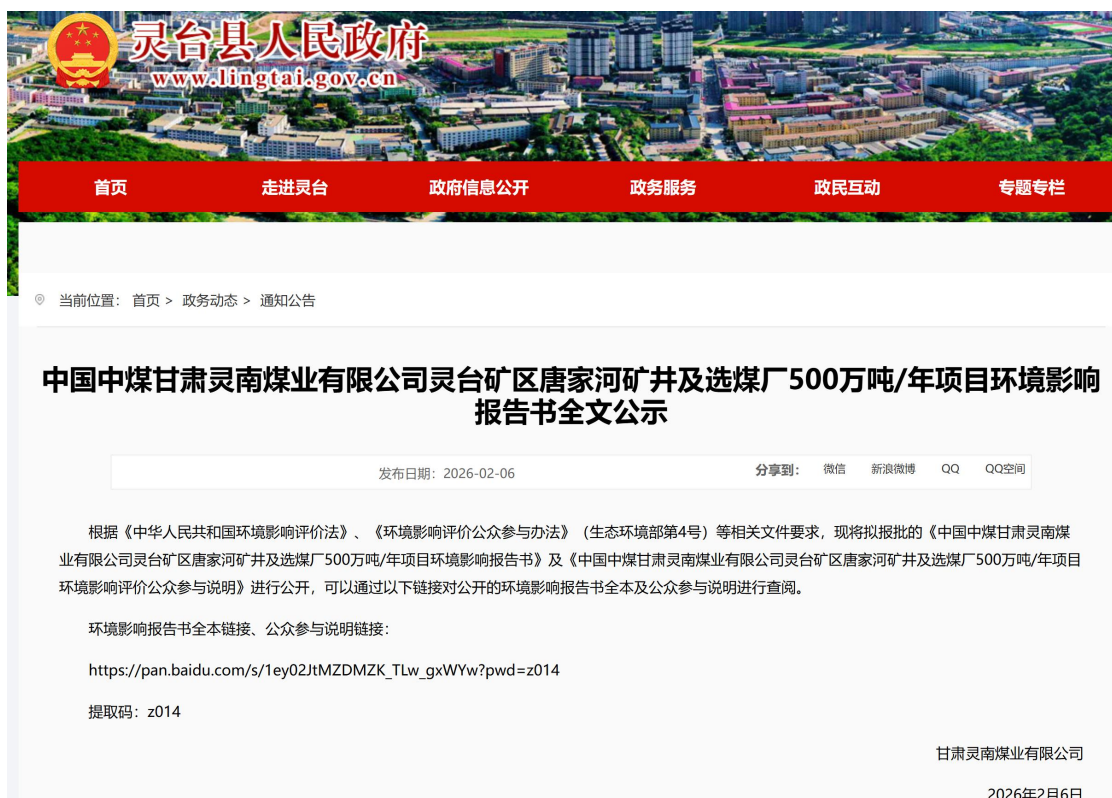 灵台县人民政府
www.lingtai.gov.cn
首页 走进灵台 政府信息公开 政务服务 政民互动 专题专栏
当前位置： 首页 > 政务动态 > 通知公告
中国中煤甘肃灵南煤业有限公司灵台矿区唐家河矿井及选煤厂500万吨/年项目环境影响
报告书全文公示
发布日期：2026-02-06 分享到： 微信 新浪微博 QQ QQ空间
根据《中华人民共和国环境影响评价法》、《环境影响评价公众参与办法》（生态环境部第4号）等相关文件要求，现将拟报批的《中国中煤甘肃灵南煤
业有限公司灵台矿区唐家河矿井及选煤厂500万吨/年项目环境影响报告书》及《中国中煤甘肃灵南煤业有限公司灵台矿区唐家河矿井及选煤厂500万吨/年项目
环境影响评价公众参与说明》进行公开，可以通过以下链接对公开的环境影响报告书全本及公众参与说明进行查阅。
环境影响报告书全本链接、公众参与说明链接：
https://pan.baidu.com/s/1ey02JtMZDMZK_TLw_gxWYw?pwd=z014
提取码：z014
甘肃灵南煤业有限公司
2026年2月6日